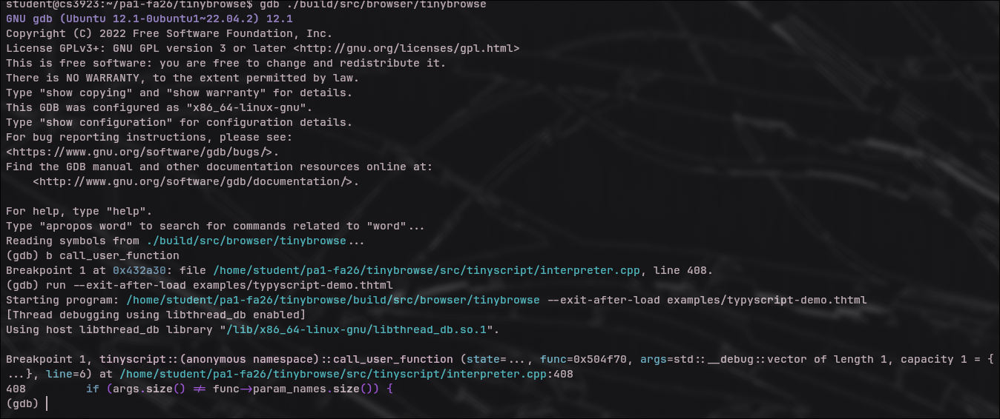 student@cs3923:~/pa1-fa26/tinybrowse$ gdb ./build/src/browser/tinybrowse
GNU gdb (Ubuntu 12.1-0ubuntu1~22.04.2) 12.1
Copyright (C) 2022 Free Software Foundation, Inc.
License GPLv3+: GNU GPL version 3 or later <http://gnu.org/licenses/gpl.html>
This is free software: you are free to change and redistribute it.
There is NO WARRANTY, to the extent permitted by law.
Type "show copying" and "show warranty" for details.
This GDB was configured as "x86_64-linux-gnu".
Type "show configuration" for configuration details.
For bug reporting instructions, please see:
<https://www.gnu.org/software/gdb/bugs/>.
Find the GDB manual and other documentation resources online at:
    <http://www.gnu.org/software/gdb/documentation/>.

For help, type "help".
Type "apropos word" to search for commands related to "word"...
Reading symbols from ./build/src/browser/tinybrowse...
(gdb) b call_user_function
Breakpoint 1 at 0x432a30: file /home/student/pa1-fa26/tinybrowse/src/tinyscript/interpreter.cpp, line 408.
(gdb) run --exit-after-load examples/typyscript-demo.thtml
Starting program: /home/student/pa1-fa26/tinybrowse/build/src/browser/tinybrowse --exit-after-load examples/typyscript-demo.thtml
[Thread debugging using libthread_db enabled]
Using host libthread_db library "/lib/x86_64-linux-gnu/libthread_db.so.1".

Breakpoint 1, tinyscript::(anonymous namespace)::call_user_function (state=..., func=0x504f70, args=std::__debug::vector of length 1, capacity 1 = {
...}, line=6) at /home/student/pa1-fa26/tinybrowse/src/tinyscript/interpreter.cpp:408
408         if (args.size() != func->param_names.size()) {
(gdb)